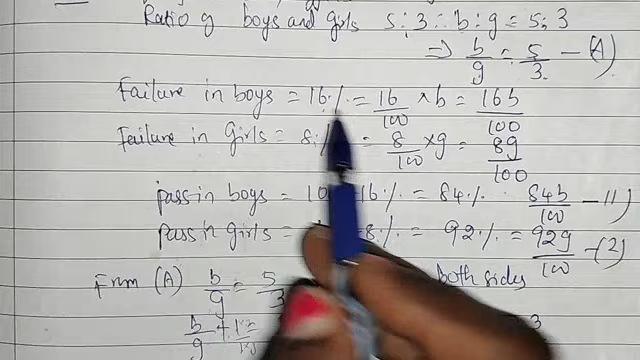 Ratio of boys and girls 5:3 ∴ b:g = 5:3
⇒ b/g = 5/3 — (A)
Failure in boys = 16% = 16/100 × b = 16b/100
Failure in Girls = 8% = 8/100 × g = 8g/100
pass in boys = 16% = 84% 84b/100 — 1)
pass in girls = 8% = 92% = 92g/100 — (2)
From (A) b/g = 5/3 both sides
b/g 3